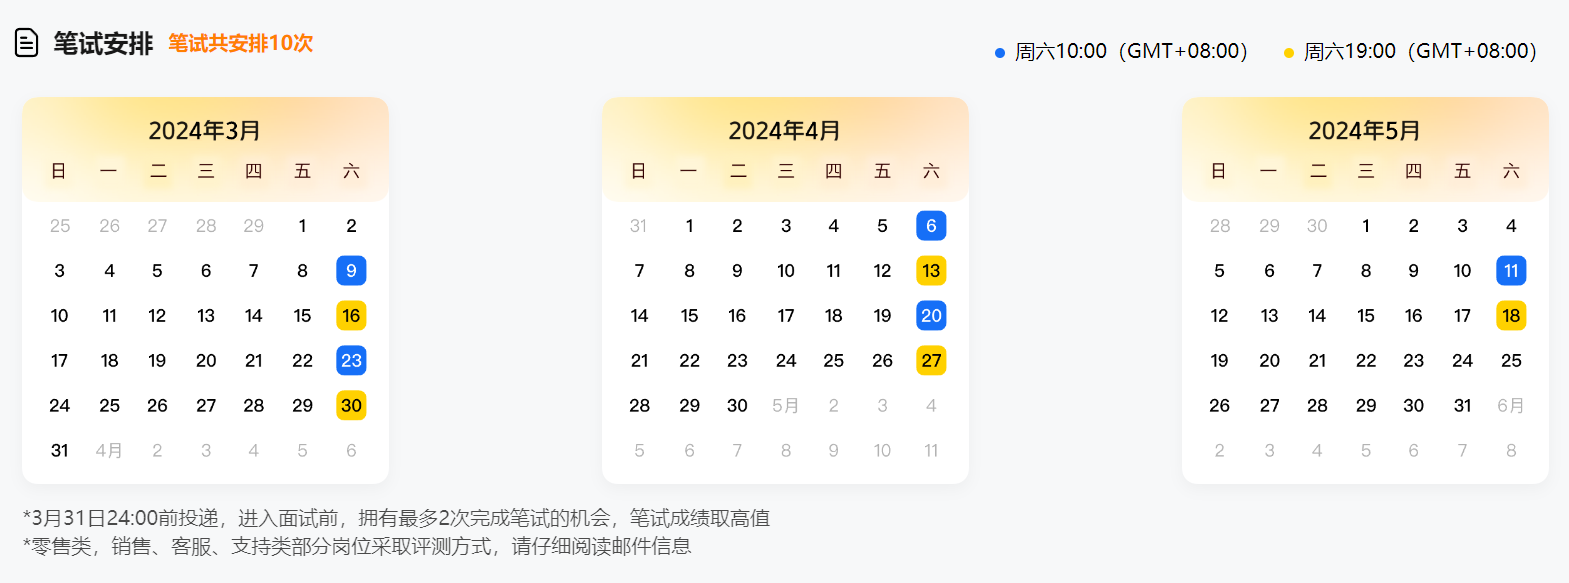 笔试安排 笔试共安排10次
周六10:00（GMT+08:00） 周六19:00（GMT+08:00）
2024年3月
日 一 二 三 四 五 六
25 26 27 28 29 1 2
3 4 5 6 7 8 9
10 11 12 13 14 15 16
17 18 19 20 21 22 23
24 25 26 27 28 29 30
31 4月 2 3 4 5 6
2024年4月
日 一 二 三 四 五 六
31 1 2 3 4 5 6
7 8 9 10 11 12 13
14 15 16 17 18 19 20
21 22 23 24 25 26 27
28 29 30 5月 2 3 4
5 6 7 8 9 10 11
2024年5月
日 一 二 三 四 五 六
28 29 30 1 2 3 4
5 6 7 8 9 10 11
12 13 14 15 16 17 18
19 20 21 22 23 24 25
26 27 28 29 30 31 6月
2 3 4 5 6 7 8
*3月31日24:00前投递，进入面试前，拥有最多2次完成笔试的机会，笔试成绩取高值
*零售类，销售、客服、支持类部分岗位采取评测方式，请仔细阅读邮件信息